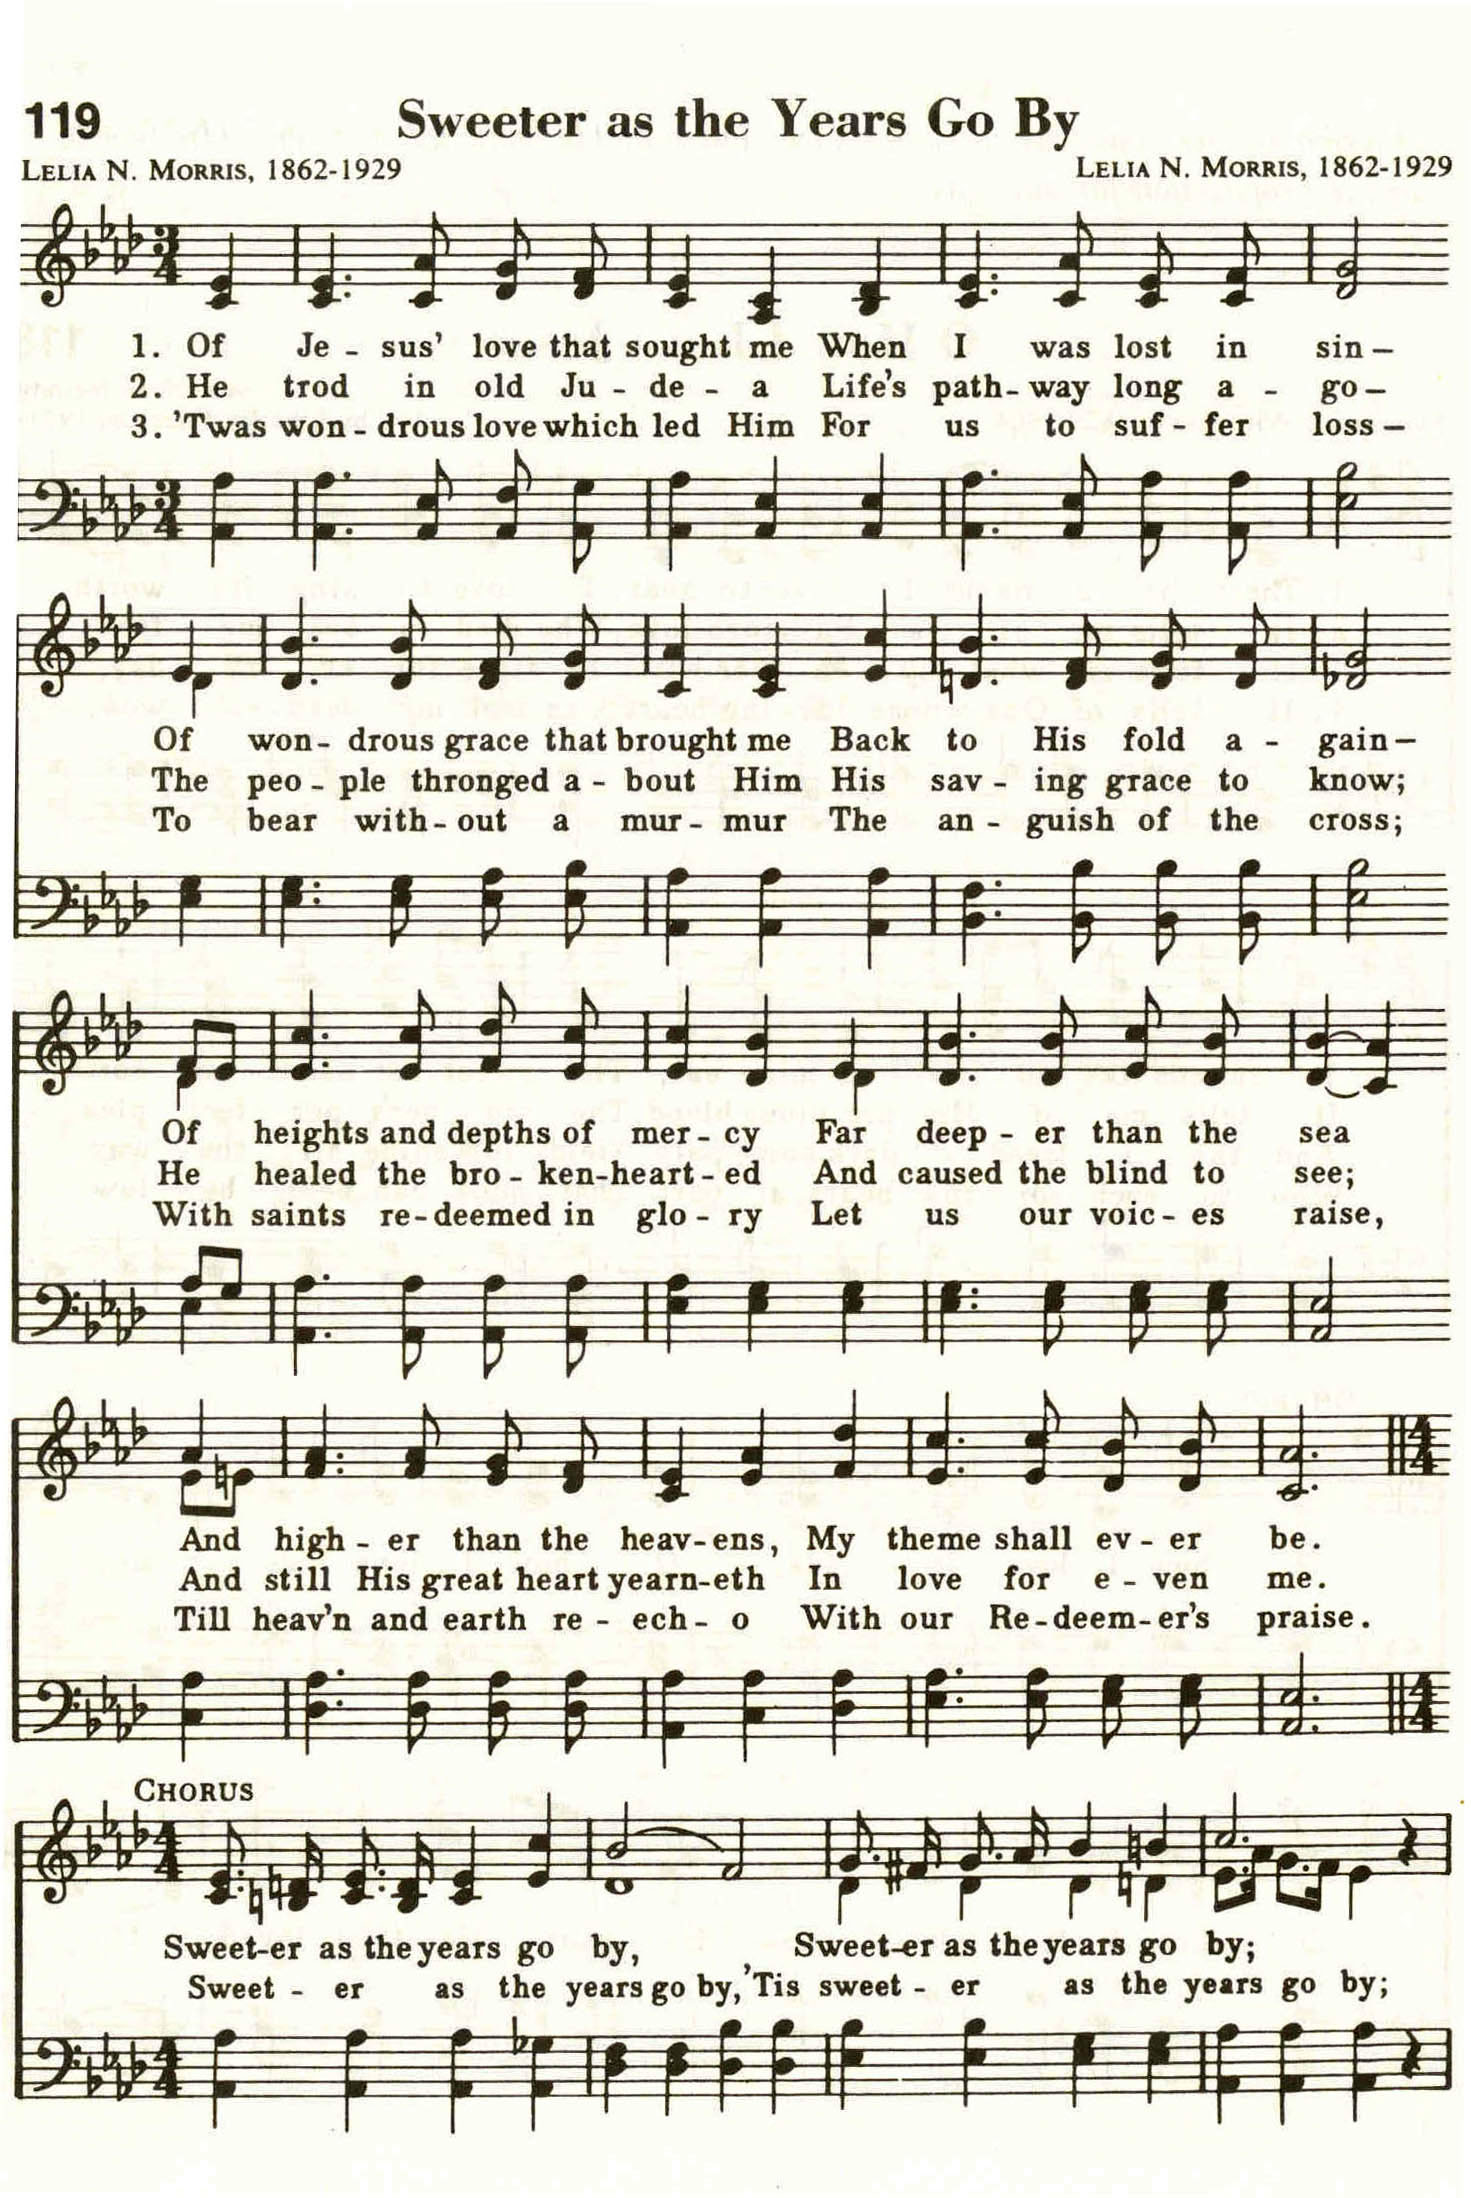 119 Sweeter as the Years Go By
LELIA N. MORRIS, 1862-1929 LELIA N. MORRIS, 1862-1929
3/4
1. Of Je - sus' love that sought me When I was lost in sin–
2. He trod in old Ju - de - a Life's path- way long a - go–
3. 'Twas won - drous love which led Him For us to suf - fer loss–
3/4
Of won - drous grace that brought me Back to His fold a - gain–
The peo - ple thronged a - bout Him His sav - ing grace to know;
To bear with - out a mur - mur The an - guish of the cross;
Of heights and depths of mer - cy Far deep - er than the sea
He healed the bro - ken-heart - ed And caused the blind to see;
With saints re - deemed in glo - ry Let us our voic - es raise,
4/4
And high - er than the heav - ens, My theme shall ev - er be.
And still His great heart yearn-eth In love for e - ven me.
Till heav'n and earth re - ech - o With our Re - deem - er's praise.
4/4
CHORUS
4/4
Sweet-er as the years go by, Sweet-er as the years go by;
Sweet - er as the years go by, 'Tis sweet - er as the years go by;
4/4